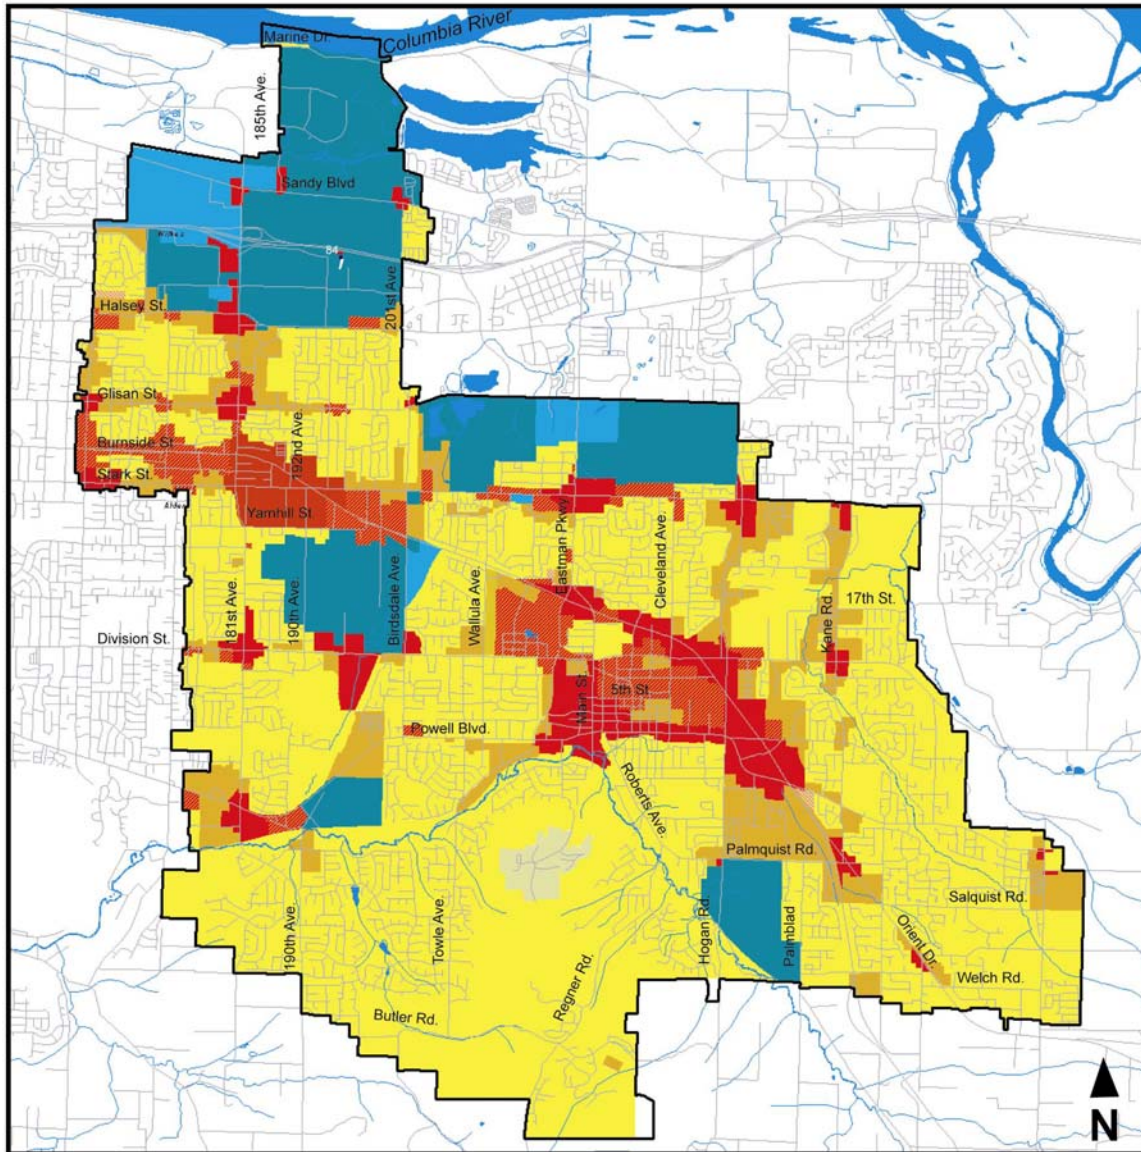 Columbia River
Marine Dr.
185th Ave.
Sandy Blvd
84
201st Ave.
Halsey St.
Glisan St.
192nd Ave.
Burnside St.
Stark St.
Yamhill St.
Eastman Pkwy
Cleveland Ave.
Birdsdale Ave.
Wallula Ave.
181st Ave.
190th Ave.
17th St.
Kane Rd.
Division St.
5th St
Main St.
Powell Blvd.
Roberts Ave.
Palmquist Rd.
Salquist Rd.
190th Ave.
Towle Ave.
Hogan Rd.
Palmblad
Orient Dr.
Welch Rd.
Regner Rd.
Butler Rd.
N